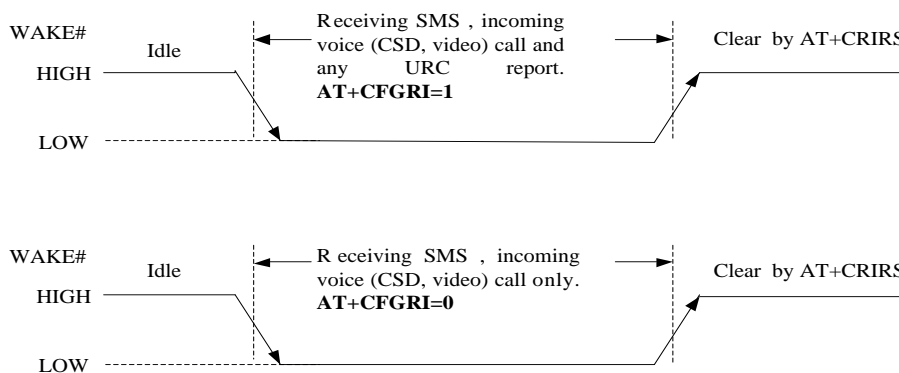 WAKE#
Idle
HIGH
LOW
Receiving SMS , incoming
voice (CSD, video) call and
any URC report.
AT+CFGRI=1
Clear by AT+CRIRS
WAKE#
Idle
HIGH
LOW
R eceiving SMS , incoming
voice (CSD, video) call only.
AT+CFGRI=0
Clear by AT+CRIRS